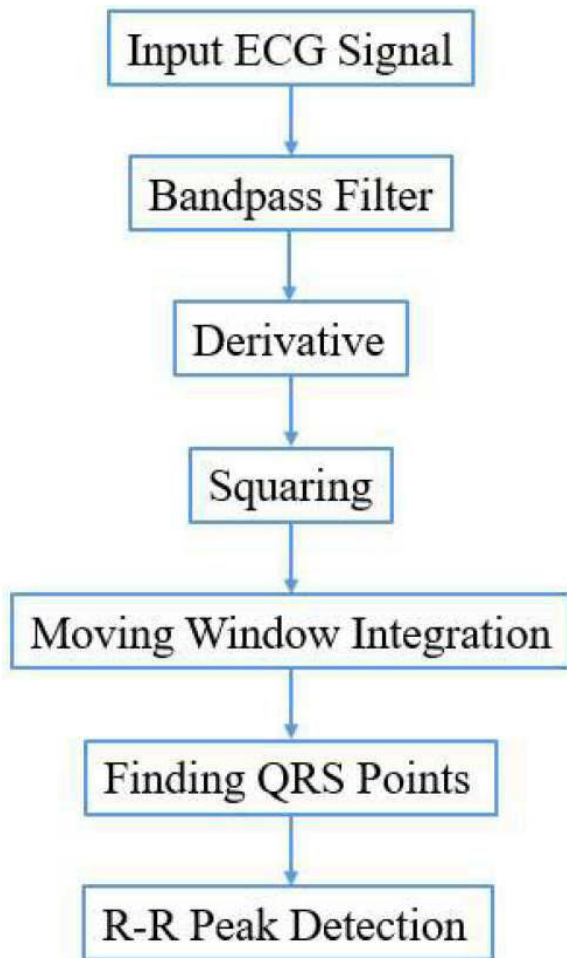 Input ECG Signal
Bandpass Filter
Derivative
Squaring
Moving Window Integration
Finding QRS Points
R-R Peak Detection